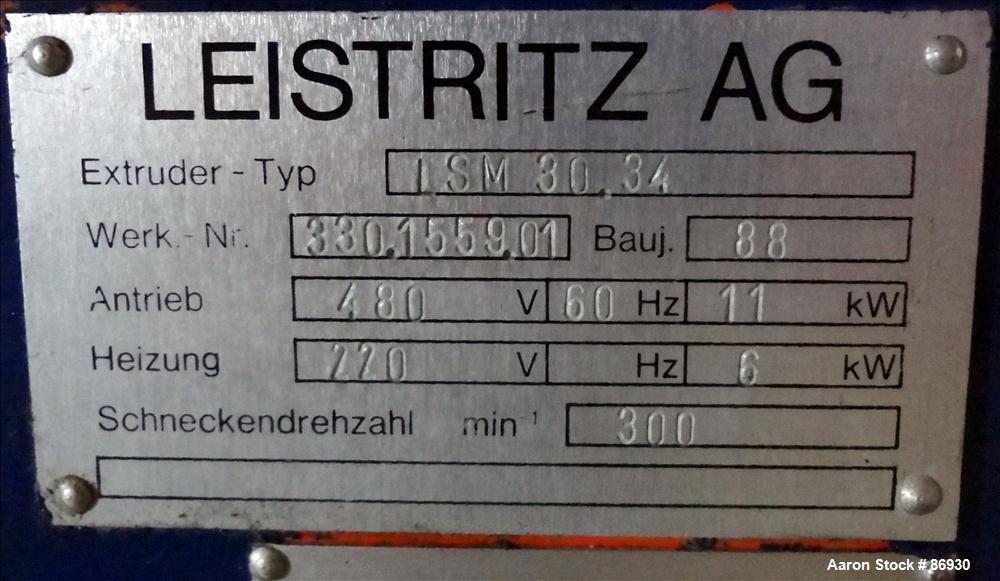 LEISTRITZ AG
Extruder - Typ LSM 30.34
Werk.- Nr. 330.1559.01 Bauj. 88
Antrieb 480 V 60 Hz 11 kW
Heizung 220 V Hz 6 kW
Schneckendrehzahl min⁻¹ 300
Aaron Stock # 86930